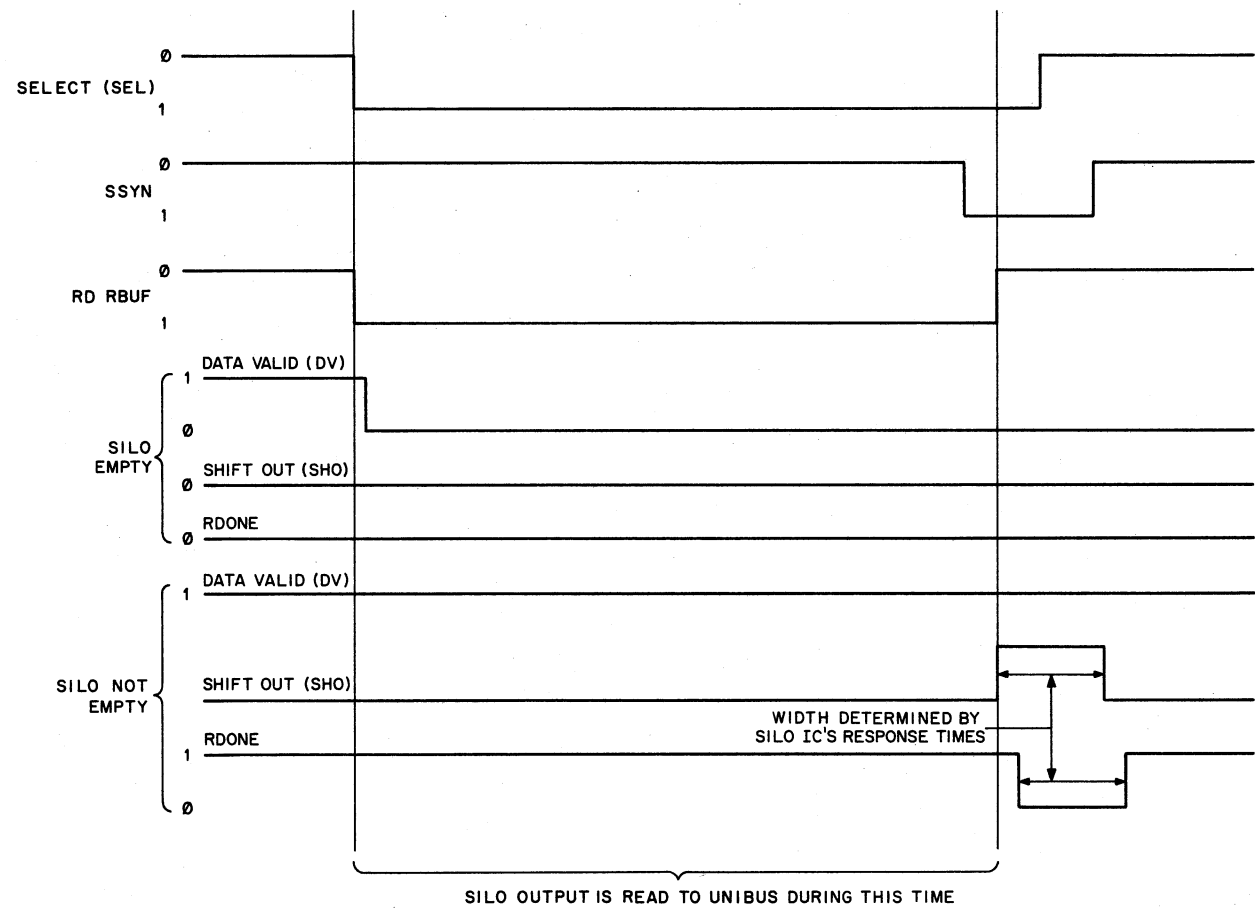 Ø
SELECT (SEL)
1
Ø
SSYN
1
Ø
RD RBUF
1
DATA VALID (DV)
1
Ø
SILO
EMPTY
SHIFT OUT (SHO)
Ø
RDONE
Ø
DATA VALID (DV)
1
SILO NOT
EMPTY
SHIFT OUT (SHO)
WIDTH DETERMINED BY
SILO IC'S RESPONSE TIMES
RDONE
1
Ø
SILO OUTPUT IS READ TO UNIBUS DURING THIS TIME